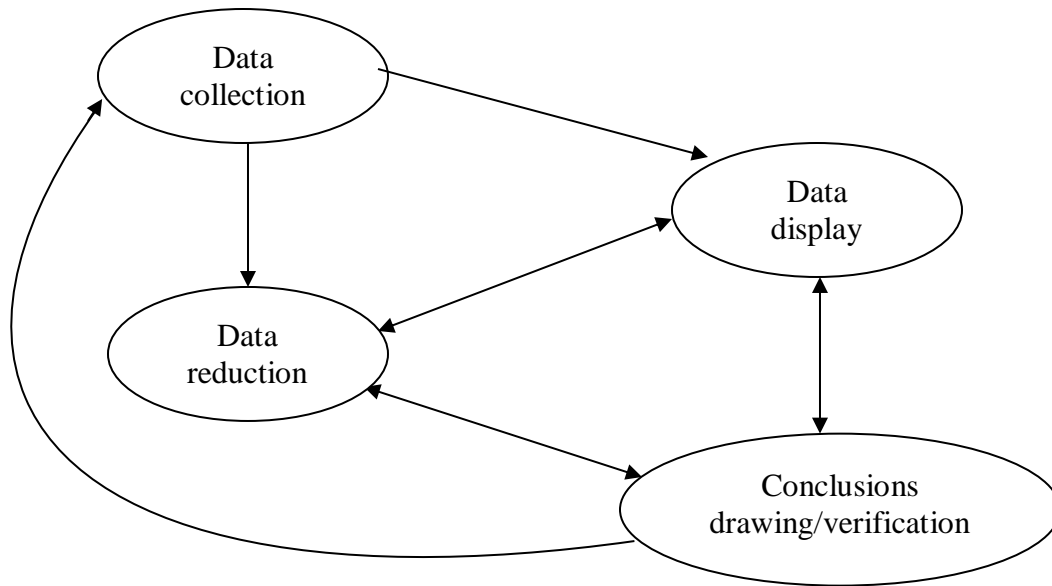 Data
collection
Data
display
Data
reduction
Conclusions
drawing/verification